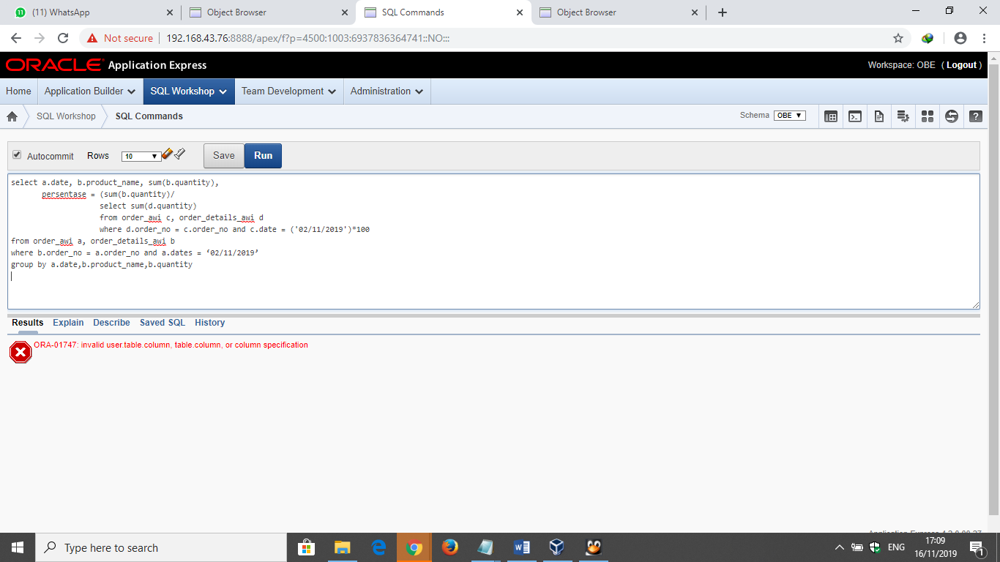 (11) WhatsApp
Object Browser
SQL Commands
Object Browser
Not secure
192.168.43.76:8888/apex/f?p=4500:1003:6937836364741::NO:::
ORACLE Application Express
Workspace: OBE ( Logout )
Home
Application Builder
SQL Workshop
Team Development
Administration
SQL Workshop
SQL Commands
Schema
OBE
?
Autocommit
Rows
10
Save
Run
select a.date, b.product_name, sum(b.quantity),
persentase = (sum(b.quantity)/
select sum(d.quantity)
from order_awi c, order_details_awi d
where d.order_no = c.order_no and c.date = ('02/11/2019')*100
from order_awi a, order_details_awi b
where b.order_no = a.order_no and a.dates = ‘02/11/2019’
group by a.date,b.product_name,b.quantity
Results
Explain
Describe
Saved SQL
History
ORA-01747: invalid user.table.column, table.column, or column specification
Type here to search
ENG
17:09
16/11/2019
1